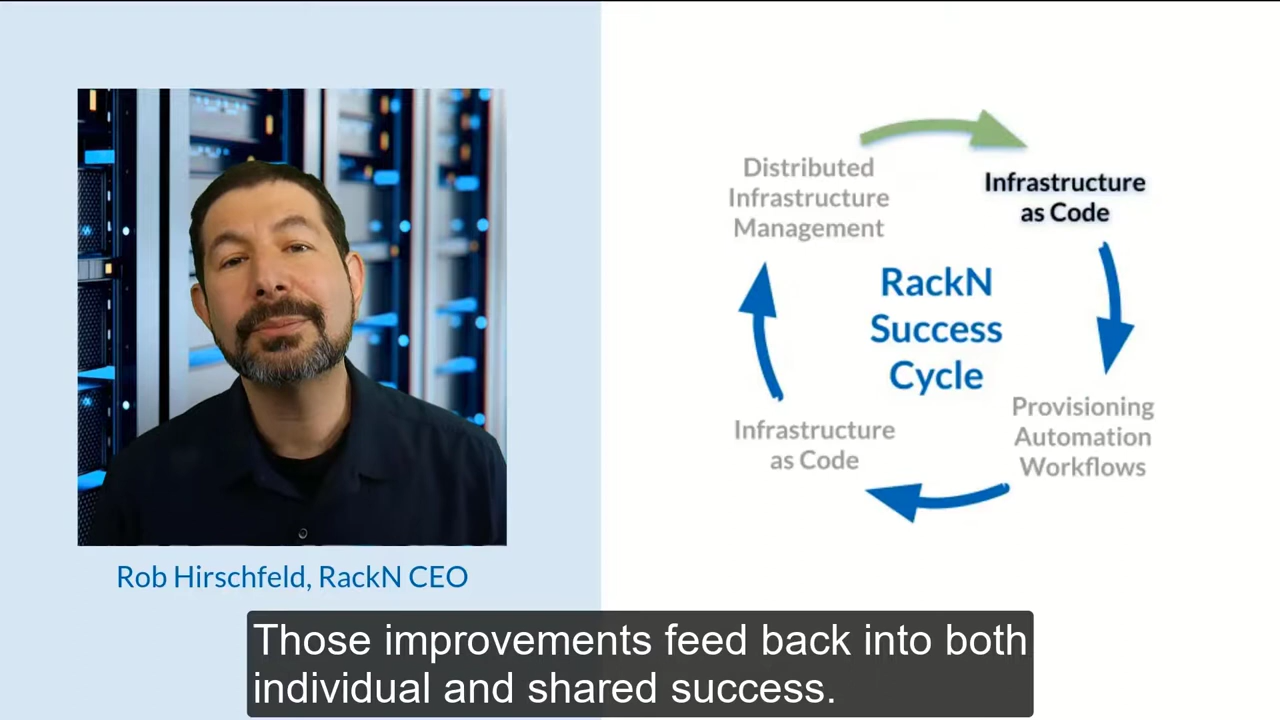 Distributed
Infrastructure
Management
Infrastructure
as Code
RackN
Success
Cycle
Provisioning
Automation
Workflows
Infrastructure
as Code
Rob Hirschfeld, RackN CEO
Those improvements feed back into both
individual and shared success.